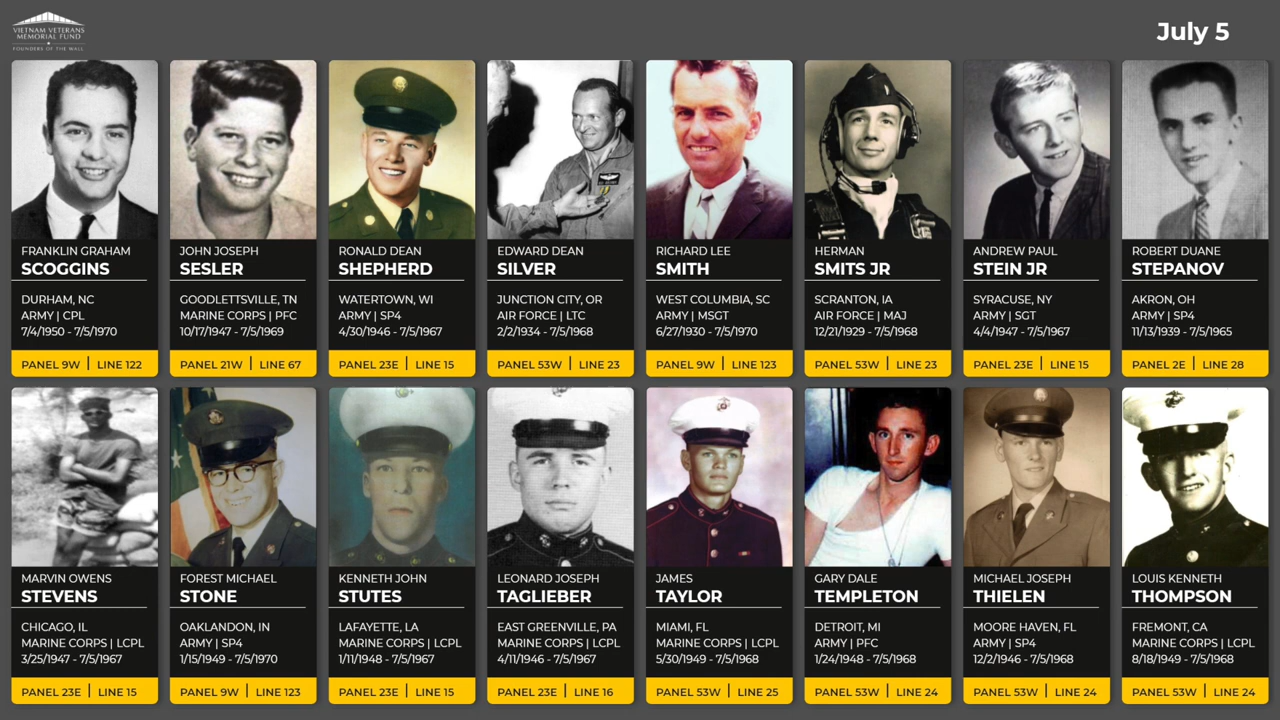 VIETNAM VETERANS
MEMORIAL FUND
FOUNDERS OF THE WALL
July 5
FRANKLIN GRAHAM
SCOGGINS
DURHAM, NC
ARMY | CPL
7/4/1950 - 7/5/1970
PANEL 9W | LINE 122
JOHN JOSEPH
SESLER
GOODLETTSVILLE, TN
MARINE CORPS | PFC
10/17/1947 - 7/5/1969
PANEL 21W | LINE 67
RONALD DEAN
SHEPHERD
WATERTOWN, WI
ARMY | SP4
4/30/1946 - 7/5/1967
PANEL 23E | LINE 15
EDWARD DEAN
SILVER
JUNCTION CITY, OR
AIR FORCE | LTC
2/2/1934 - 7/5/1968
PANEL 53W | LINE 23
RICHARD LEE
SMITH
WEST COLUMBIA, SC
ARMY | MSGT
6/27/1930 - 7/5/1970
PANEL 9W | LINE 123
HERMAN
SMITS JR
SCRANTON, IA
AIR FORCE | MAJ
12/21/1929 - 7/5/1968
PANEL 53W | LINE 23
ANDREW PAUL
STEIN JR
SYRACUSE, NY
ARMY | SGT
4/4/1947 - 7/5/1967
PANEL 23E | LINE 15
ROBERT DUANE
STEPANOV
AKRON, OH
ARMY | SP4
11/13/1939 - 7/5/1965
PANEL 2E | LINE 28
MARVIN OWENS
STEVENS
CHICAGO, IL
MARINE CORPS | LCPL
3/25/1947 - 7/5/1967
PANEL 23E | LINE 15
FOREST MICHAEL
STONE
OAKLANDON, IN
ARMY | SP4
1/15/1949 - 7/5/1970
PANEL 9W | LINE 123
KENNETH JOHN
STUTES
LAFAYETTE, LA
MARINE CORPS | LCPL
1/11/1948 - 7/5/1967
PANEL 23E | LINE 15
LEONARD JOSEPH
TAGLIEBER
EAST GREENVILLE, PA
MARINE CORPS | LCPL
4/11/1946 - 7/5/1967
PANEL 23E | LINE 16
JAMES
TAYLOR
MIAMI, FL
MARINE CORPS | LCPL
5/30/1949 - 7/5/1968
PANEL 53W | LINE 25
GARY DALE
TEMPLETON
DETROIT, MI
ARMY | PFC
1/24/1948 - 7/5/1968
PANEL 53W | LINE 24
MICHAEL JOSEPH
THIELEN
MOORE HAVEN, FL
ARMY | SP4
12/2/1946 - 7/5/1968
PANEL 53W | LINE 24
LOUIS KENNETH
THOMPSON
FREMONT, CA
MARINE CORPS | LCPL
8/18/1949 - 7/5/1968
PANEL 53W | LINE 24